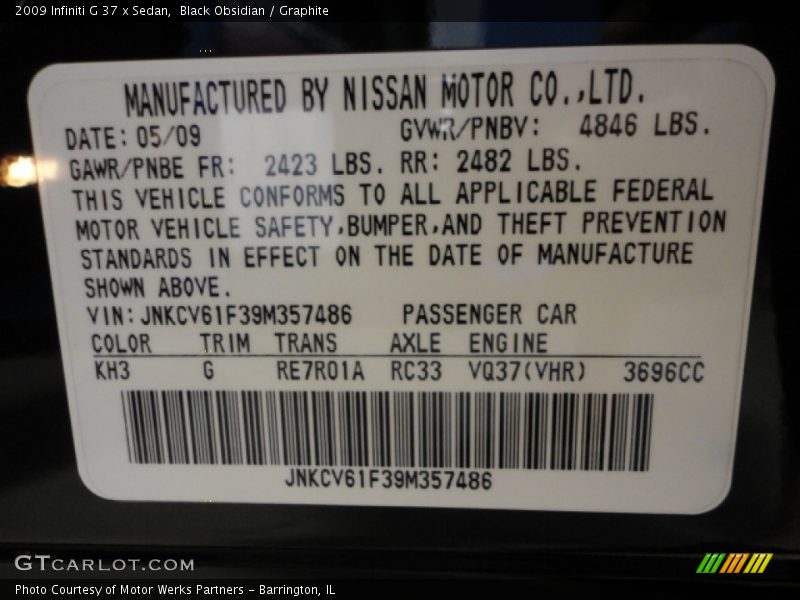 2009 Infiniti G 37 x Sedan,  Black Obsidian / Graphite
MANUFACTURED BY NISSAN MOTOR CO.,LTD.
DATE: 05/09 GVWR/PNBV: 4846 LBS.
GAWR/PNBE FR: 2423 LBS. RR: 2482 LBS.
THIS VEHICLE CONFORMS TO ALL APPLICABLE FEDERAL
MOTOR VEHICLE SAFETY,BUMPER,AND THEFT PREVENTION
STANDARDS IN EFFECT ON THE DATE OF MANUFACTURE
SHOWN ABOVE.
VIN: JNKCV61F39M357486 PASSENGER CAR
COLOR TRIM TRANS AXLE ENGINE
KH3 G RE7R01A RC33 VQ37(VHR) 3696CC
JNKCV61F39M357486
GTCARLOT.COM
Photo Courtesy of Motor Werks Partners - Barrington, IL